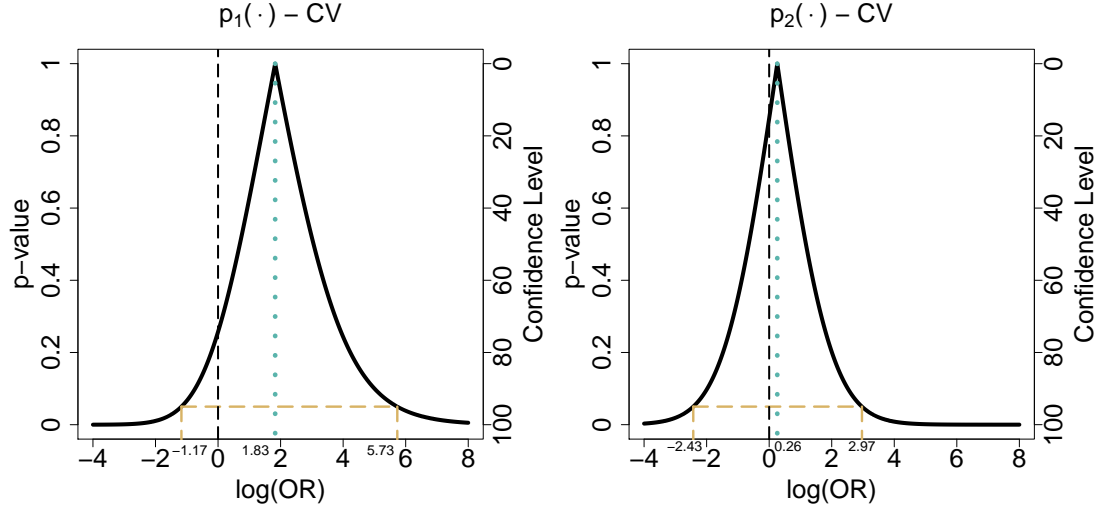 p1(·) − CV
p−value
1
0.8
0.6
0.4
0.2
0
0
20
40
60
80
100
Confidence Level
−4 −2 0 2 4 6 8
−1.17 1.83 5.73
log(OR)
p2(·) − CV
p−value
1
0.8
0.6
0.4
0.2
0
0
20
40
60
80
100
Confidence Level
−4 −2 0 2 4 6 8
−2.43 0.26 2.97
log(OR)